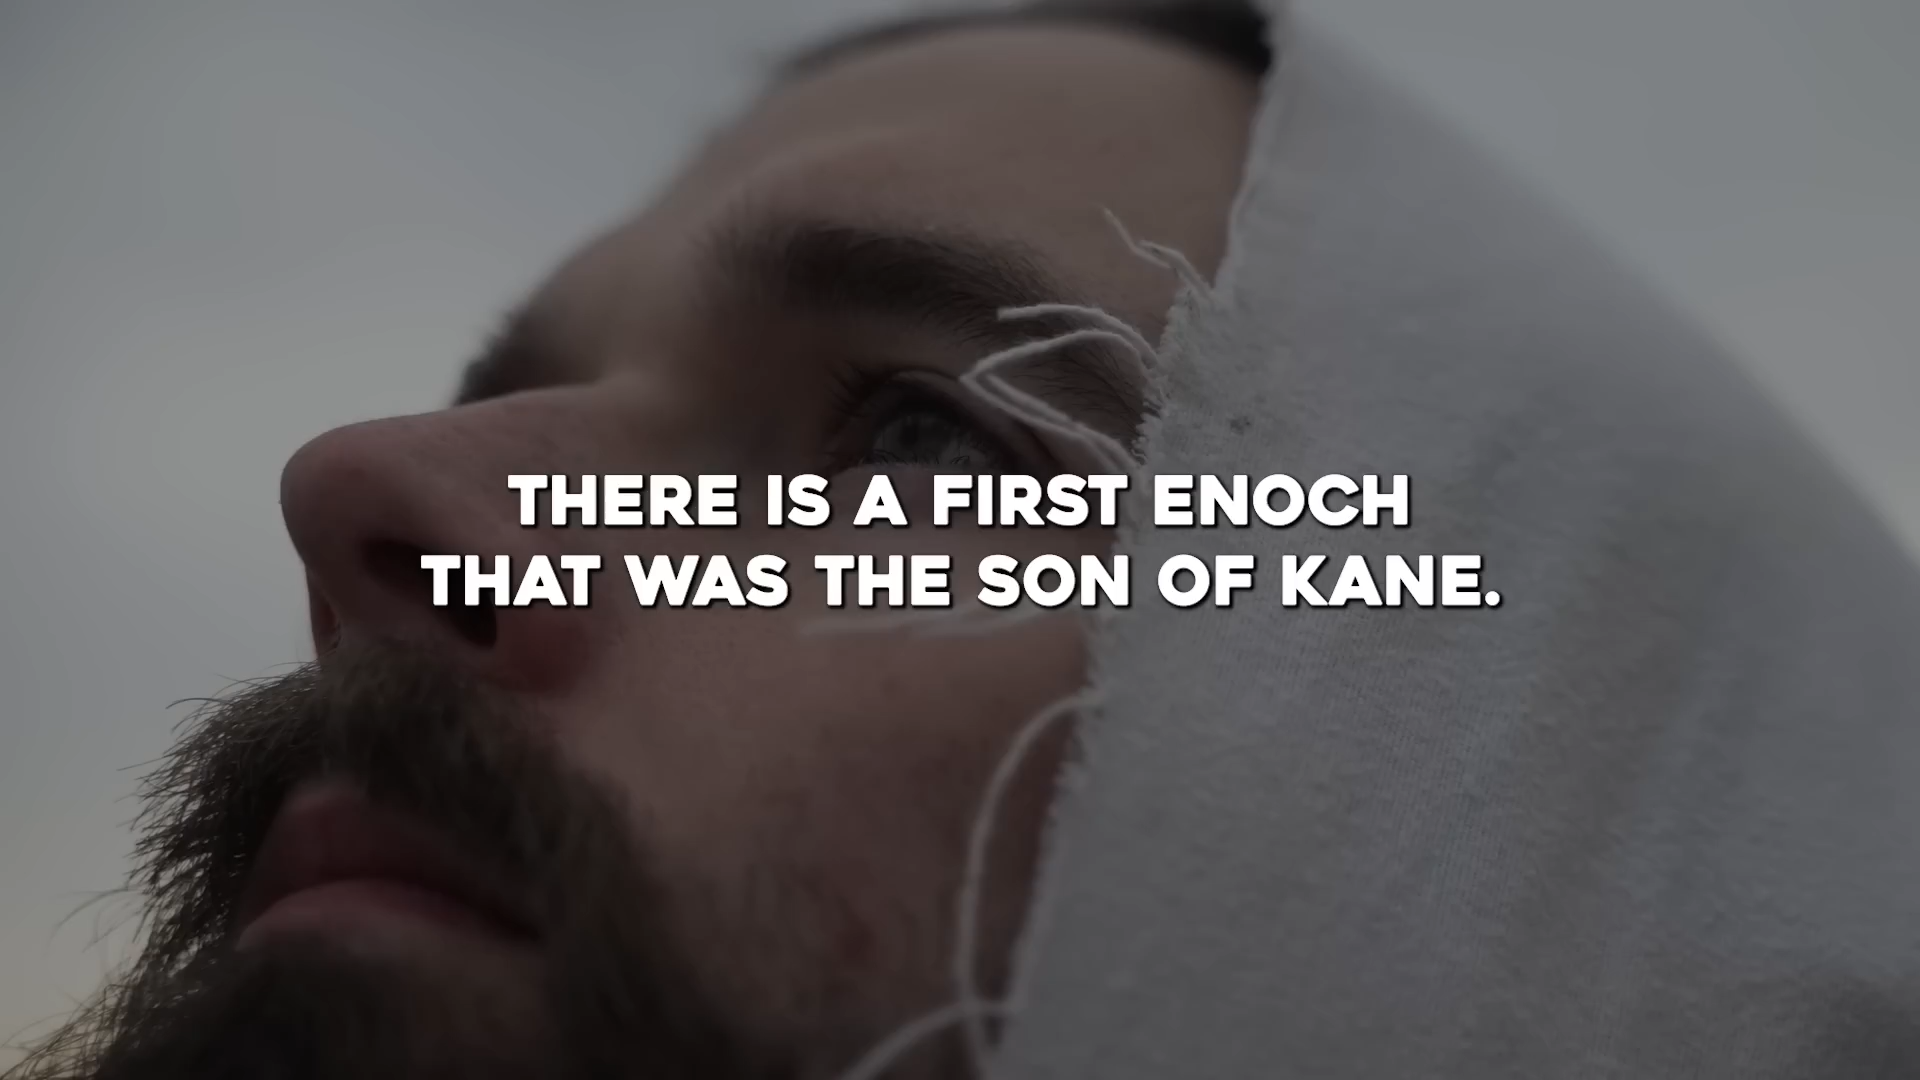 THERE IS A FIRST ENOCH
THAT WAS THE SON OF KANE.